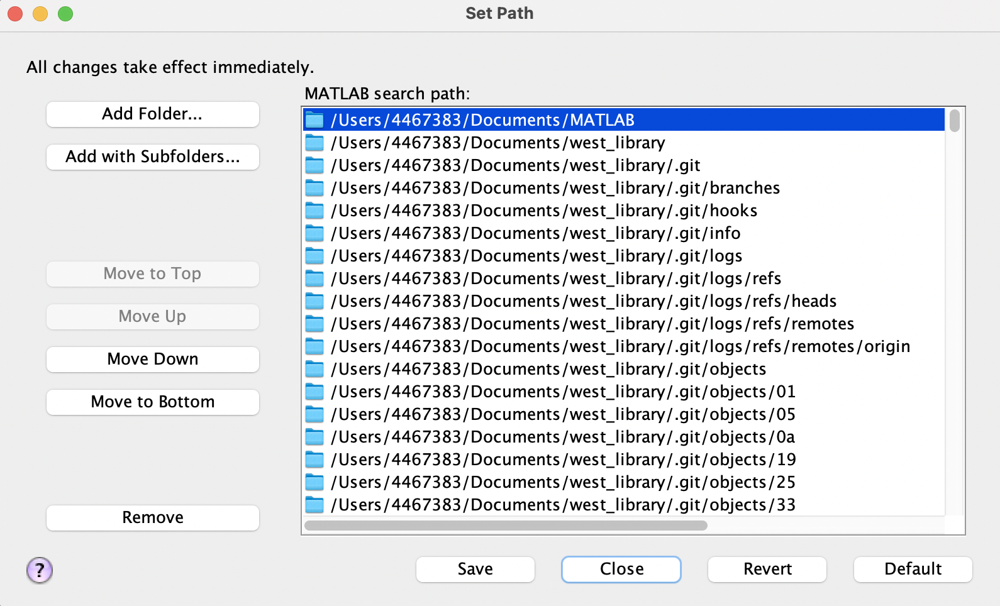 Set Path
All changes take effect immediately.
MATLAB search path:
Add Folder...
Add with Subfolders...
Move to Top
Move Up
Move Down
Move to Bottom
Remove
/Users/4467383/Documents/MATLAB
/Users/4467383/Documents/west_library
/Users/4467383/Documents/west_library/.git
/Users/4467383/Documents/west_library/.git/branches
/Users/4467383/Documents/west_library/.git/hooks
/Users/4467383/Documents/west_library/.git/info
/Users/4467383/Documents/west_library/.git/logs
/Users/4467383/Documents/west_library/.git/logs/refs
/Users/4467383/Documents/west_library/.git/logs/refs/heads
/Users/4467383/Documents/west_library/.git/logs/refs/remotes
/Users/4467383/Documents/west_library/.git/logs/refs/remotes/origin
/Users/4467383/Documents/west_library/.git/objects
/Users/4467383/Documents/west_library/.git/objects/01
/Users/4467383/Documents/west_library/.git/objects/05
/Users/4467383/Documents/west_library/.git/objects/0a
/Users/4467383/Documents/west_library/.git/objects/19
/Users/4467383/Documents/west_library/.git/objects/25
/Users/4467383/Documents/west_library/.git/objects/33
?
Save
Close
Revert
Default